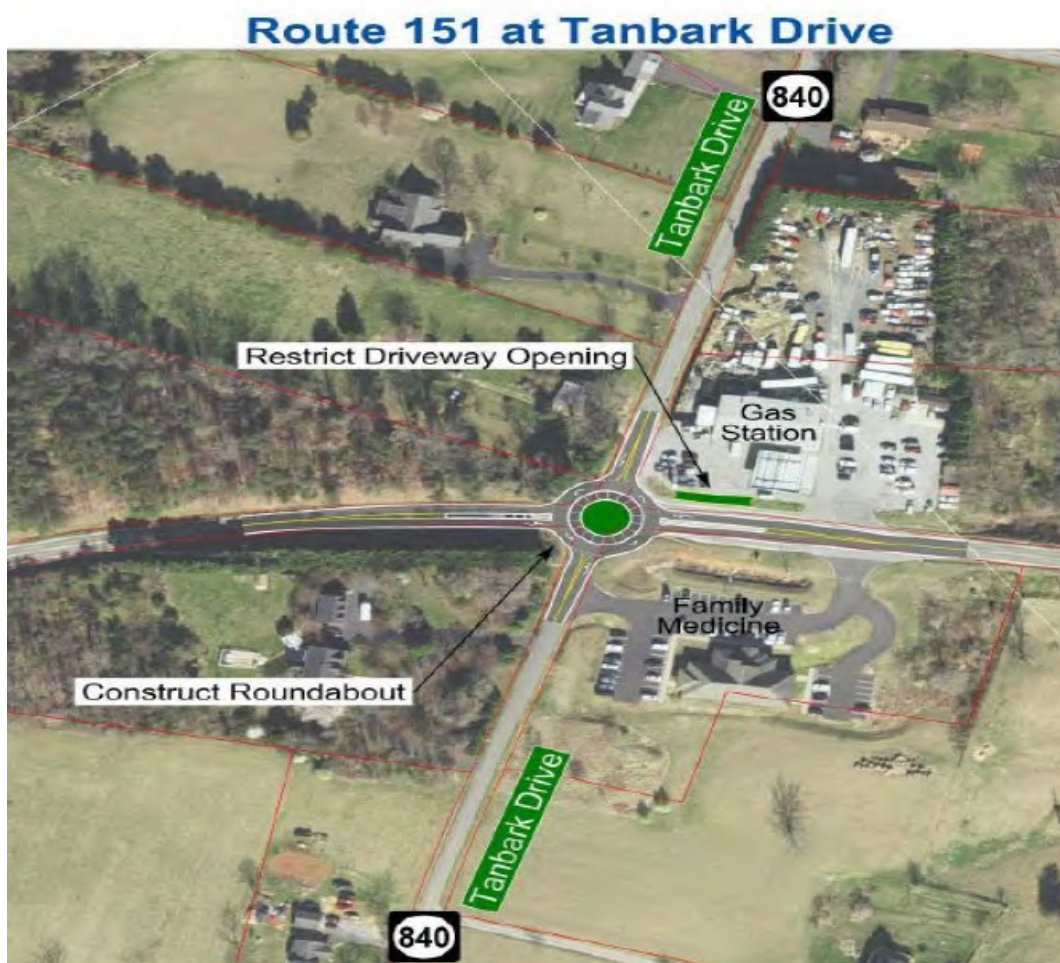 Route 151 at Tanbark Drive
840
Tanbark Drive
Restrict Driveway Opening
Gas
Station
Family
Medicine
Construct Roundabout
Tanbark Drive
840